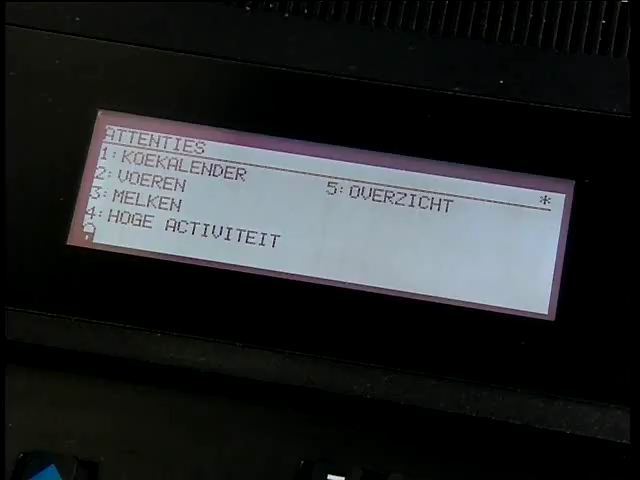 ATTENTIES
1:KOEKALENDER
2:VOEREN 5:OVERZICHT *
3:MELKEN
4:HOGE ACTIVITEIT